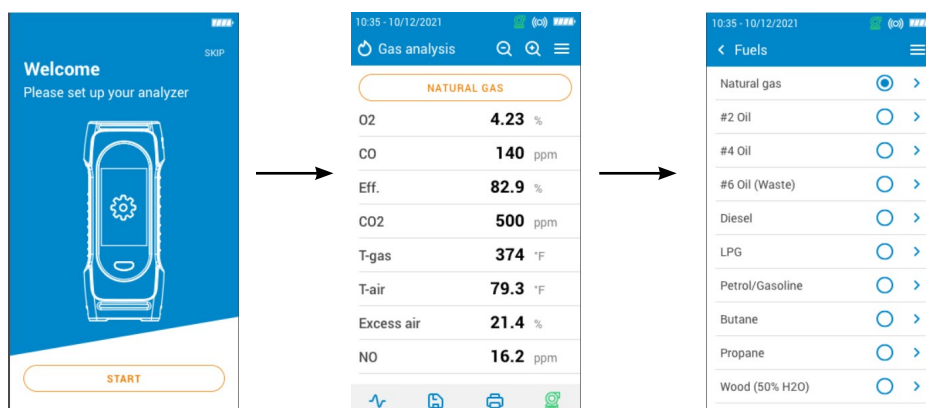 SKIP
Welcome
Please set up your analyzer
START
10:35 - 10/12/2021
Gas analysis
NATURAL GAS
O2 4.23 %
CO 140 ppm
Eff. 82.9 %
CO2 500 ppm
T-gas 374 °F
T-air 79.3 °F
Excess air 21.4 %
NO 16.2 ppm
10:35 - 10/12/2021
Fuels
Natural gas
#2 Oil
#4 Oil
#6 Oil (Waste)
Diesel
LPG
Petrol/Gasoline
Butane
Propane
Wood (50% H2O)